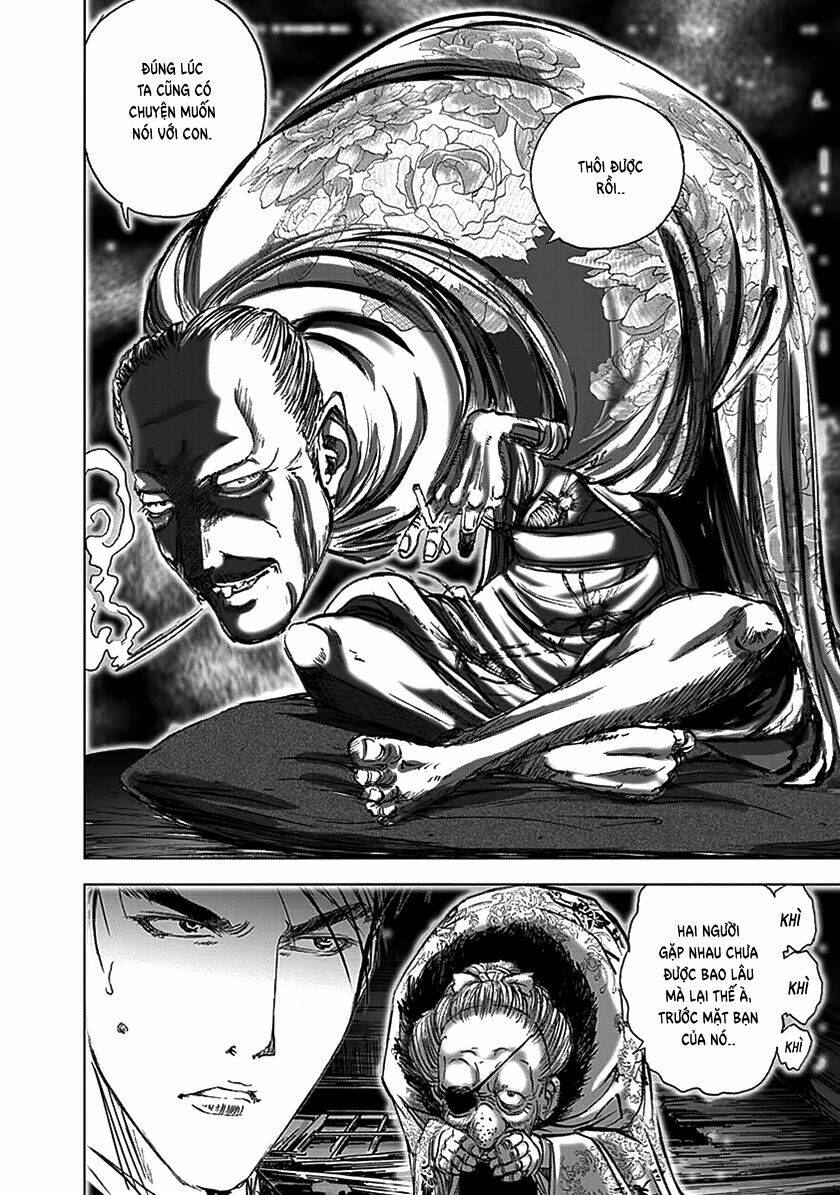 THÔI ĐƯỢC
RỒI..
ĐÚNG LÚC
TA CŨNG CÓ
CHUYỆN MUỐN
NÓI VỚI CON.
KHÌ
KHÌ
KHÌ
HAI NGƯỜI
GẶP NHAU CHƯA
ĐƯỢC BAO LÂU
MÀ LẠI THẾ À,
TRƯỚC MẶT BẠN
CỦA NÓ..